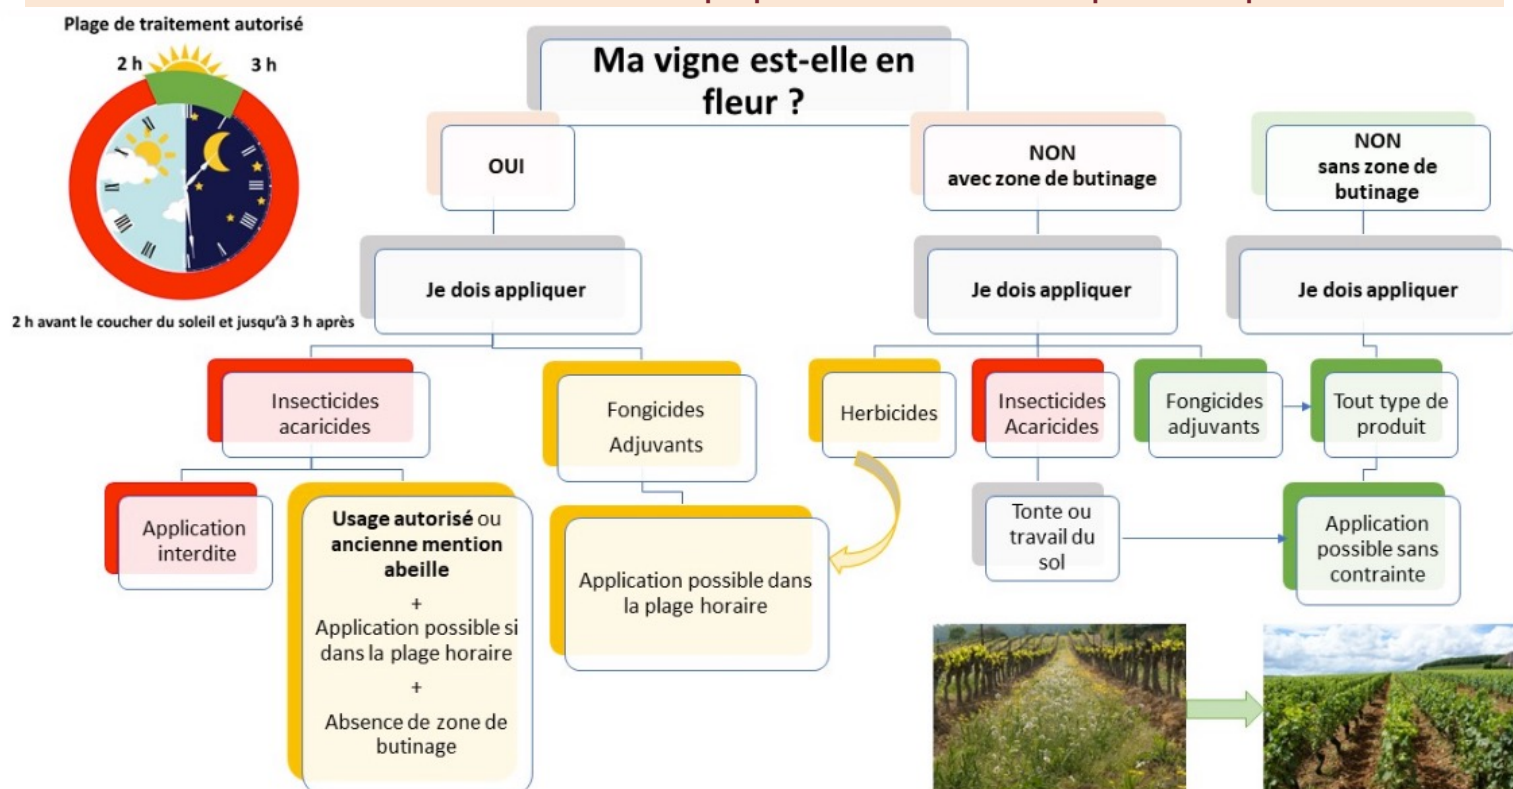 Plage de traitement autorisé
2 h
3 h
2 h avant le coucher du soleil et jusqu'à 3 h après
Ma vigne est-elle en
fleur ?
OUI
NON
avec zone de butinage
NON
sans zone de
butinage
Je dois appliquer
Je dois appliquer
Je dois appliquer
Insecticides
acaricides
Fongicides
Adjuvants
Herbicides
Insecticides
Acaricides
Fongicides
adjuvants
Tout type de
produit
Application
interdite
Usage autorisé ou
ancienne mention
abeille
+
Application possible si
dans la plage horaire
+
Absence de zone de
butinage
Application possible dans
la plage horaire
Tonte ou
travail du
sol
Application
possible sans
contrainte